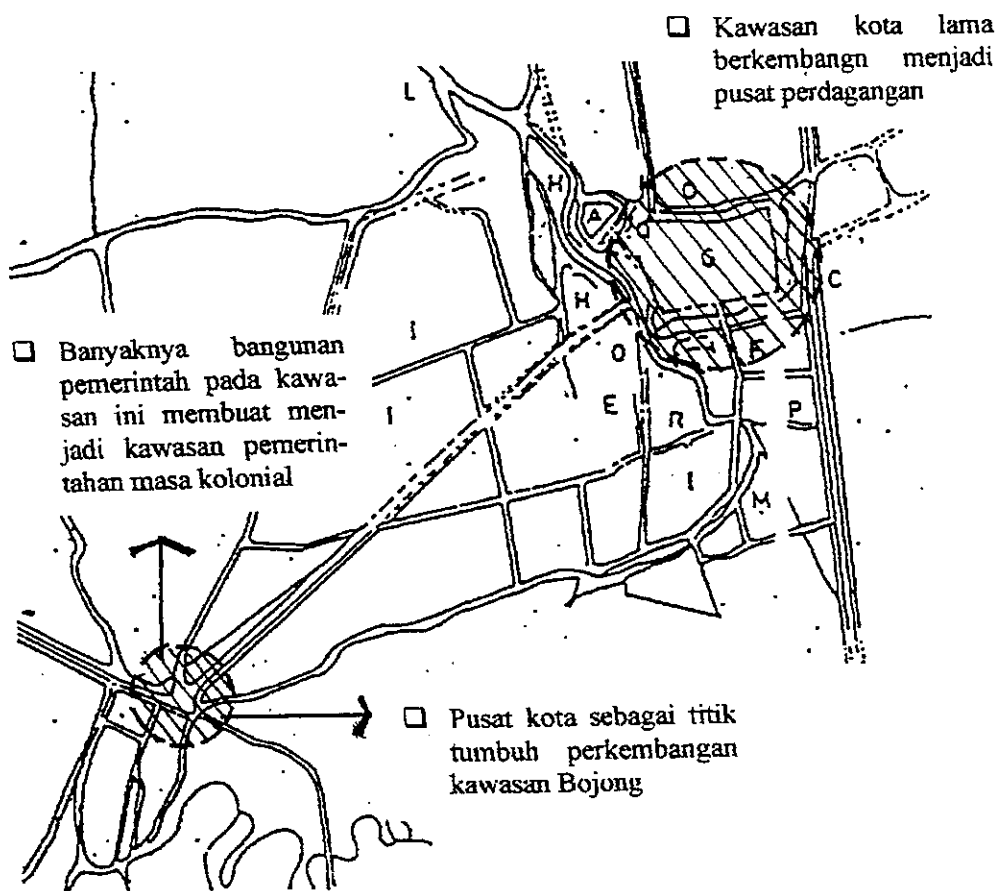 □ Kawasan kota lama
berkembangn menjadi
pusat perdagangan
L
H
A
H
O
G
C
H
□ Banyaknya bangunan
pemerintah pada kawa-
san ini membuat men-
jadi kawasan pemerin-
tahan masa kolonial
I
I
O
F
E
R
P
I
M
□ Pusat kota sebagai titik
tumbuh perkembangan
kawasan Bojong